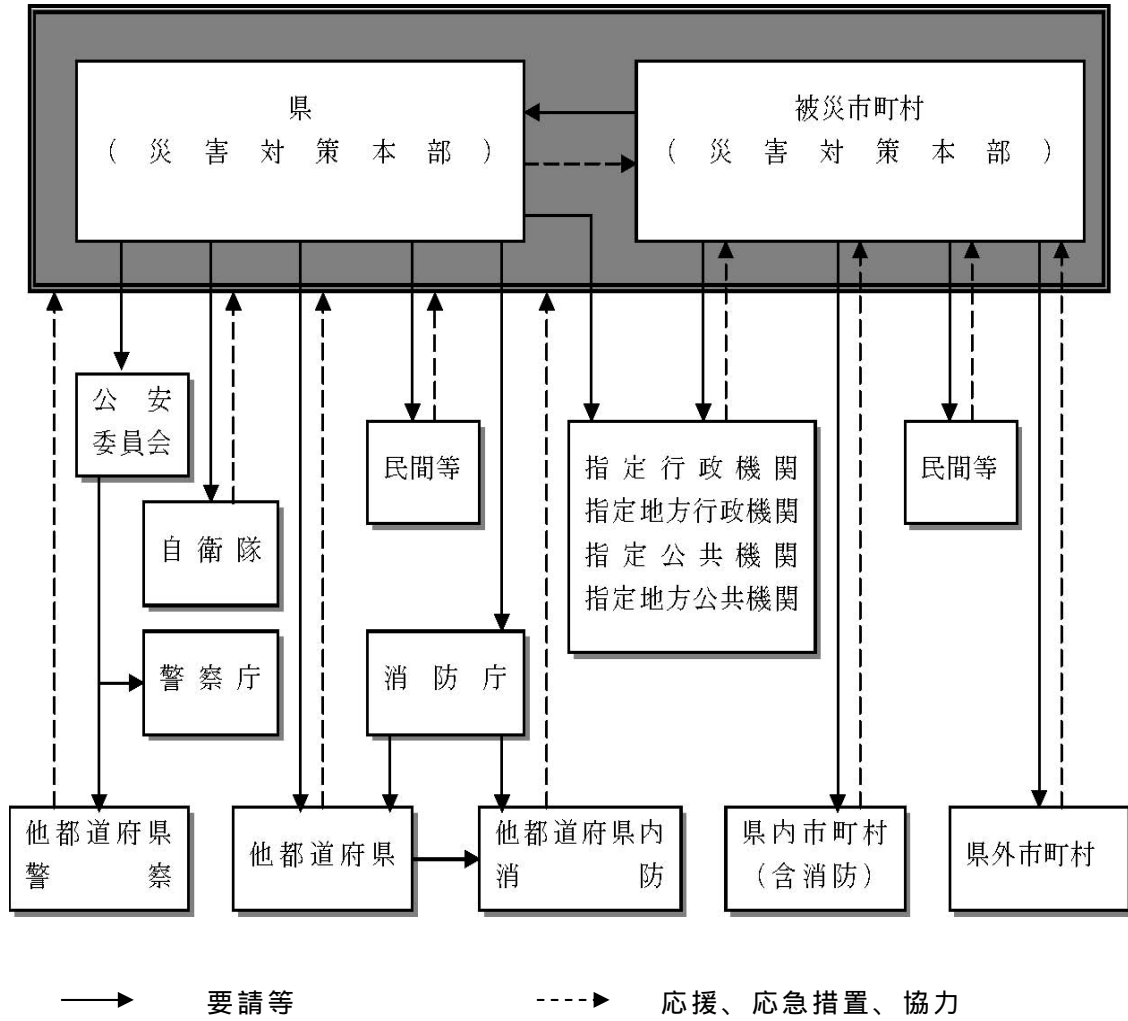 県
(災害対策本部)
被災市町村
(災害対策本部)
公安
委員会
民間等
指定行政機関
指定地方行政機関
指定公共機関
指定地方公共機関
民間等
自衛隊
警察庁
消防庁
他都道府県
警察
他都道府県
他都道府県内
消防
県内市町村
(含消防)
県外市町村
要請等
応援、応急措置、協力